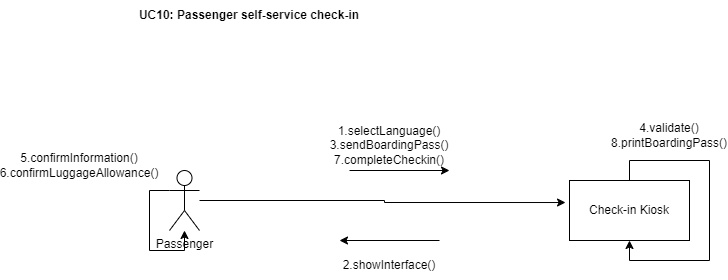 UC10: Passenger self-service check-in
1.selectLanguage()
3.sendBoardingPass()
7.completeCheckin()
4.validate()
8.printBoardingPass()
5.confirmInformation()
6.confirmLuggageAllowance()
Check-in Kiosk
Passenger
2.showInterface()